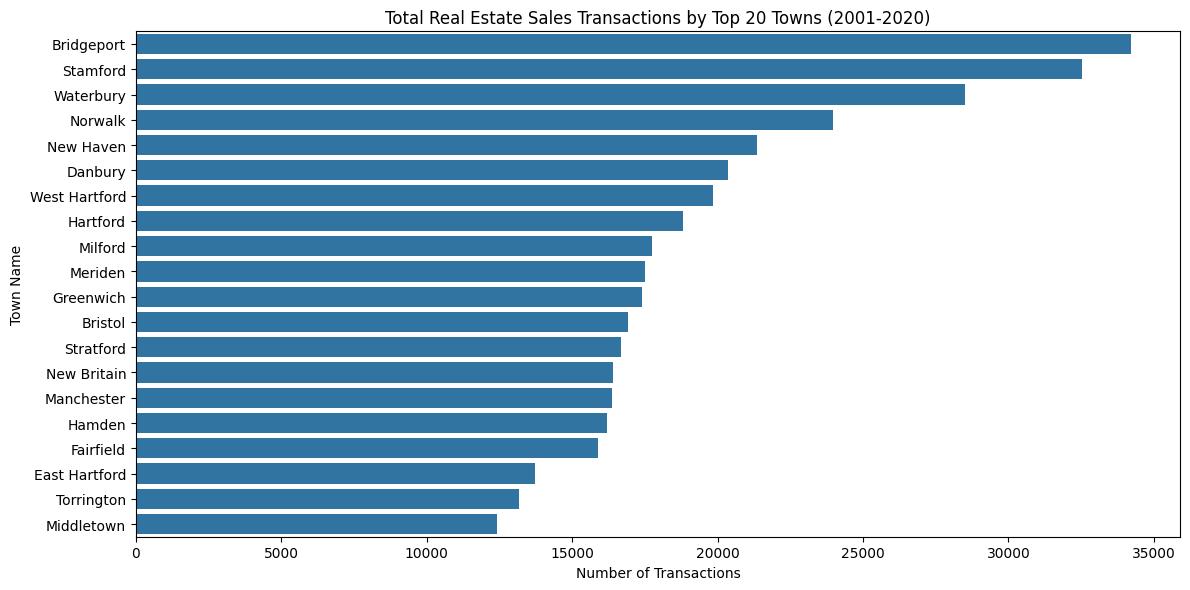 Total Real Estate Sales Transactions by Top 20 Towns (2001-2020)
Town Name
Bridgeport
Stamford
Waterbury
Norwalk
New Haven
Danbury
West Hartford
Hartford
Milford
Meriden
Greenwich
Bristol
Stratford
New Britain
Manchester
Hamden
Fairfield
East Hartford
Torrington
Middletown
0 5000 10000 15000 20000 25000 30000 35000
Number of Transactions